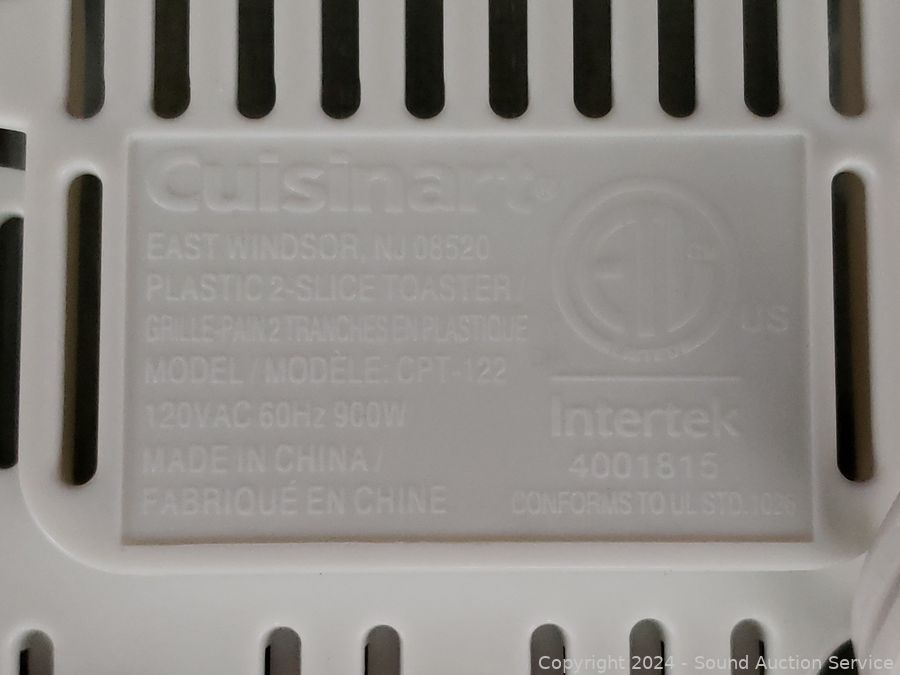 Cuisinart®
EAST WINDSOR, NJ 08520
PLASTIC 2-SLICE TOASTER /
GRILLE-PAIN 2 TRANCHES EN PLASTIQUE
MODEL / MODÈLE: CPT-122
120VAC 60Hz 900W
MADE IN CHINA /
FABRIQUÉ EN CHINE
ETL
LISTED
US
Intertek
4001815
CONFORMS TO UL STD. 1026
Copyright © 2024 - Sound Auction Service